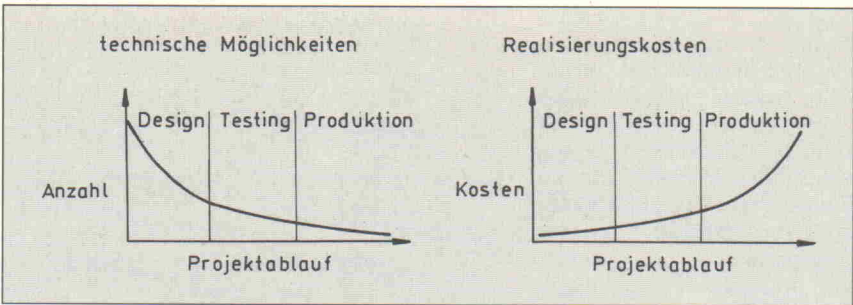 technische Möglichkeiten
Design Testing Produktion
Anzahl
Projektablauf
Realisierungskosten
Design Testing Produktion
Kosten
Projektablauf